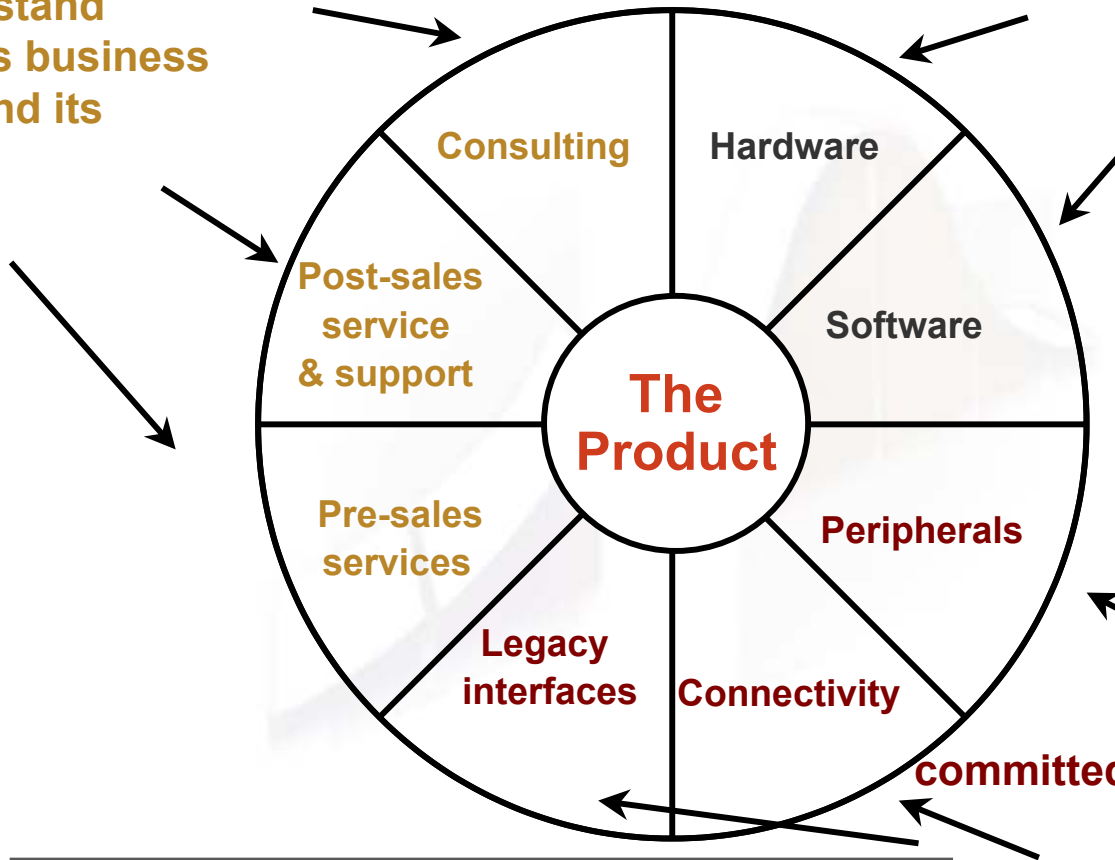 stand
s business
nd its
Consulting
Hardware
Post-sales
service
& support
Software
The
Product
Pre-sales
services
Peripherals
Legacy
interfaces
Connectivity
committed